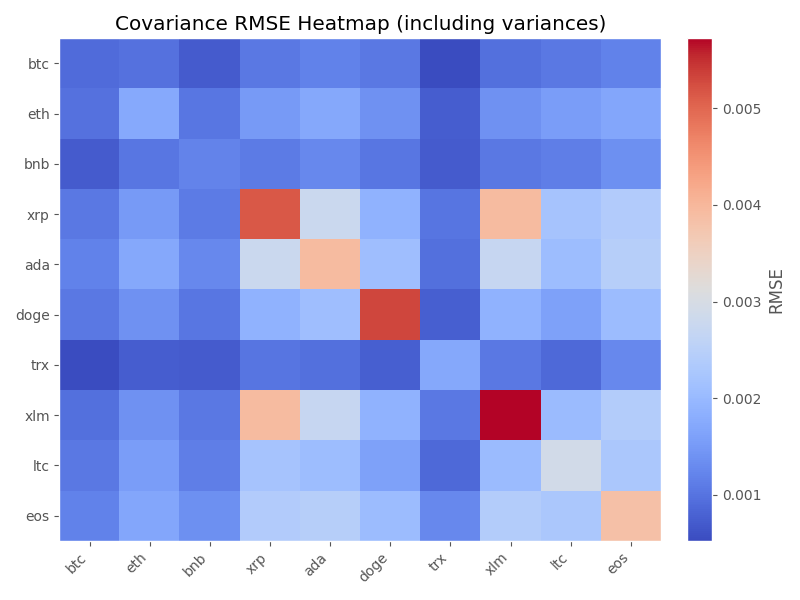 Covariance RMSE Heatmap (including variances)
btc
eth
bnb
xrp
ada
doge
trx
xlm
ltc
eos
btc
eth
bnb
xrp
ada
doge
trx
xlm
ltc
eos
0.005
0.004
0.003
0.002
0.001
RMSE